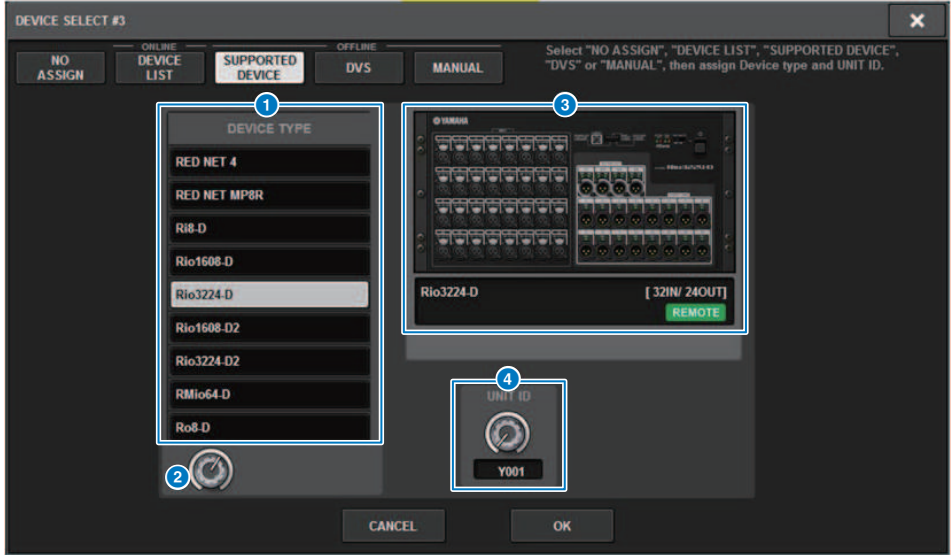 DEVICE SELECT #3
ONLINE
OFFLINE
NO ASSIGN
DEVICE LIST
SUPPORTED DEVICE
DVS
MANUAL
Select "NO ASSIGN", "DEVICE LIST", "SUPPORTED DEVICE",
"DVS" or "MANUAL", then assign Device type and UNIT ID.
1
DEVICE TYPE
RED NET 4
RED NET MP8R
Ri8-D
Rio1608-D
Rio3224-D
Rio1608-D2
Rio3224-D2
RMio64-D
Ro8-D
2
3
YAMAHA
Rio3224-D
[ 32IN/ 24OUT]
REMOTE
4
UNIT ID
Y001
CANCEL
OK